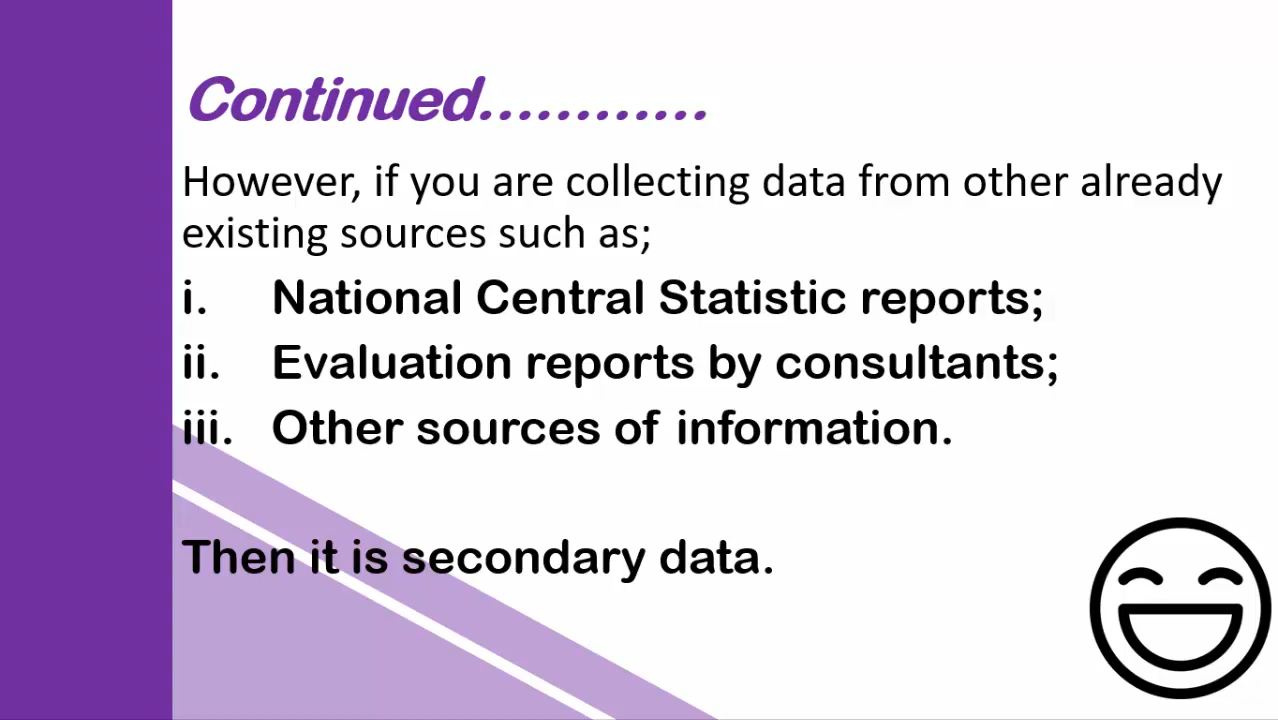 Continued............
However, if you are collecting data from other already
existing sources such as;
i. National Central Statistic reports;
ii. Evaluation reports by consultants;
iii. Other sources of information.
Then it is secondary data.